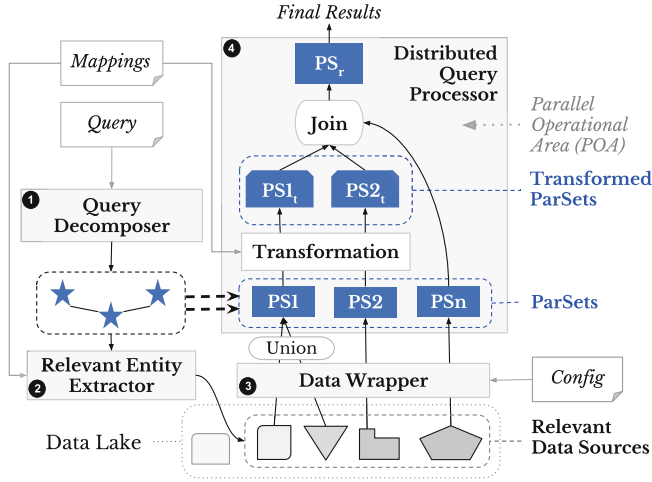 Final Results
4
Mappings
PSr
Distributed
Query
Processor
Query
Join
Parallel
Operational
Area (POA)
1
Query
Decomposer
PS1t
PS2t
Transformed
ParSets
Transformation
PS1
PS2
PSn
ParSets
Union
2
Relevant Entity
Extractor
3
Data Wrapper
Config
Data Lake
Relevant
Data Sources